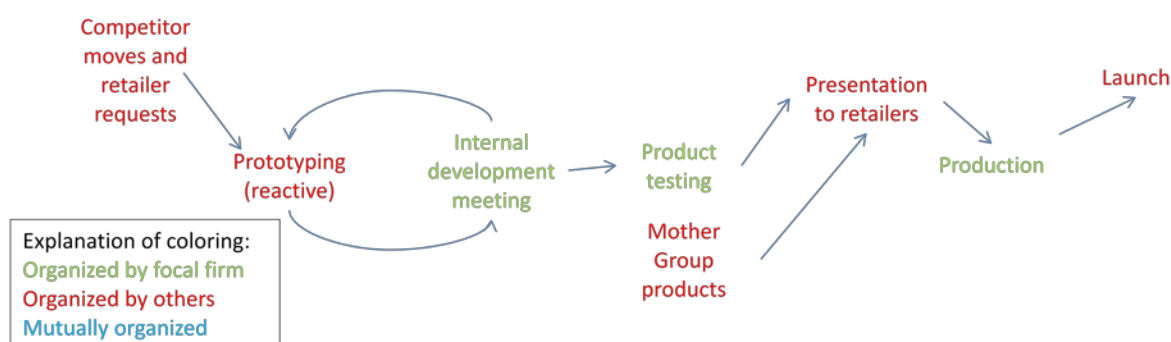 Competitor
moves and
retailer
requests
Prototyping
(reactive)
Internal
development
meeting
Product
testing
Mother
Group
products
Presentation
to retailers
Production
Launch
Explanation of coloring:
Organized by focal firm
Organized by others
Mutually organized